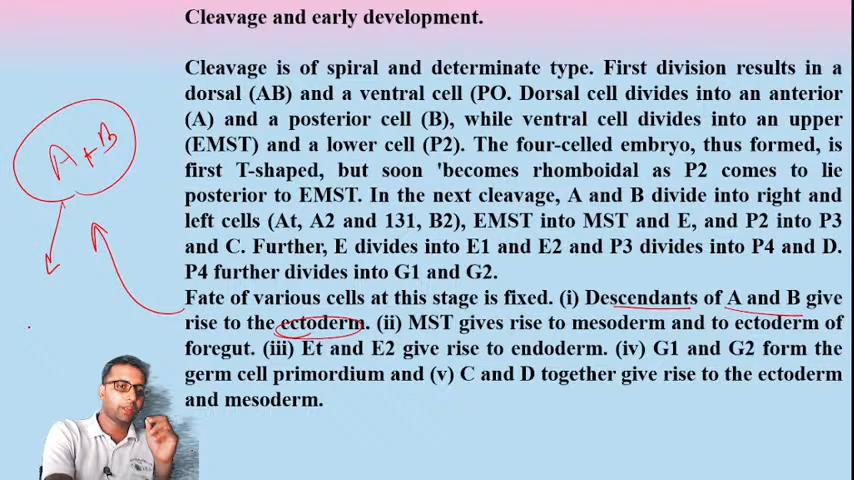 Cleavage and early development.
Cleavage is of spiral and determinate type. First division results in a
dorsal (AB) and a ventral cell (PO. Dorsal cell divides into an anterior
(A) and a posterior cell (B), while ventral cell divides into an upper
(EMST) and a lower cell (P2). The four-celled embryo, thus formed, is
first T-shaped, but soon 'becomes rhomboidal as P2 comes to lie
posterior to EMST. In the next cleavage, A and B divide into right and
left cells (At, A2 and 131, B2), EMST into MST and E, and P2 into P3
and C. Further, E divides into E1 and E2 and P3 divides into P4 and D.
P4 further divides into G1 and G2.
Fate of various cells at this stage is fixed. (i) Descendants of A and B give
rise to the ectoderm. (ii) MST gives rise to mesoderm and to ectoderm of
foregut. (iii) Et and E2 give rise to endoderm. (iv) G1 and G2 form the
germ cell primordium and (v) C and D together give rise to the ectoderm
and mesoderm.
A+B